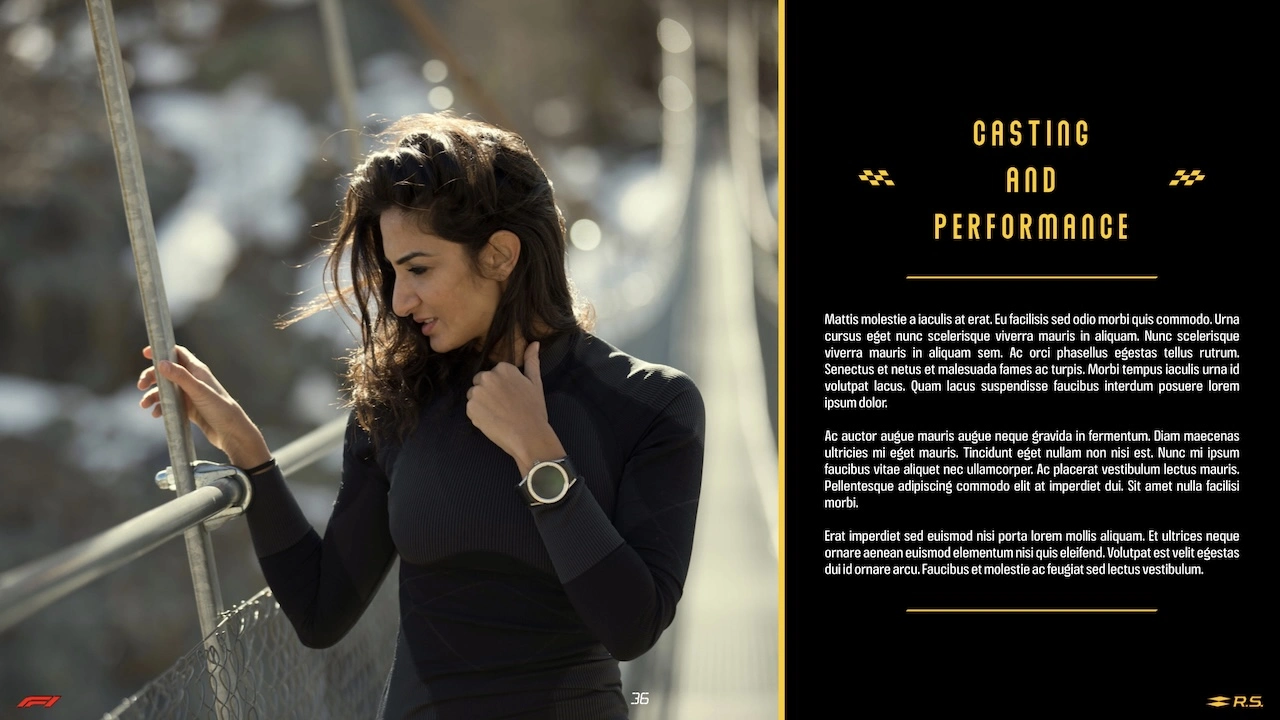 CASTING
AND
PERFORMANCE
Mattis molestie a iaculis at erat. Eu facilisis sed odio morbi quis commodo. Urna
cursus eget nunc scelerisque viverra mauris in aliquam. Nunc scelerisque
viverra mauris in aliquam sem. Ac orci phasellus egestas tellus rutrum.
Senectus et netus et malesuada fames ac turpis. Morbi tempus iaculis urna id
volutpat lacus. Quam lacus suspendisse faucibus interdum posuere lorem
ipsum dolor.
Ac auctor augue mauris augue neque gravida in fermentum. Diam maecenas
ultricies mi eget mauris. Tincidunt eget nullam non nisi est. Nunc mi ipsum
faucibus vitae aliquet nec ullamcorper. Ac placerat vestibulum lectus mauris.
Pellentesque adipiscing commodo elit at imperdiet dui. Sit amet nulla facilisi
morbi.
Erat imperdiet sed euismod nisi porta lorem mollis aliquam. Et ultrices neque
ornare aenean euismod elementum nisi quis eleifend. Volutpat est velit egestas
dui id ornare arcu. Faucibus et molestie ac feugiat sed lectus vestibulum.
F1
36
R.S.